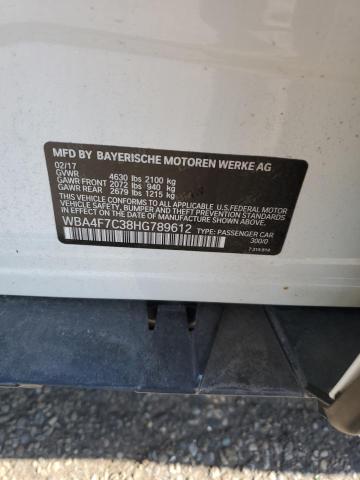 MFD BY BAYERISCHE MOTOREN WERKE AG
02/17
GVWR 4630 lbs 2100 kg
GAWR FRONT 2072 lbs 940 kg
GAWR REAR 2679 lbs 1215 kg
THIS VEHICLE CONFORMS TO ALL APPLICABLE U.S. FEDERAL MOTOR
VEHICLE SAFETY, BUMPER, AND THEFT PREVENTION STANDARDS IN
EFFECT ON THE DATE OF MANUFACTURE SHOWN ABOVE.
WBA4F7C38HG789612 TYPE: PASSENGER CAR
300/0